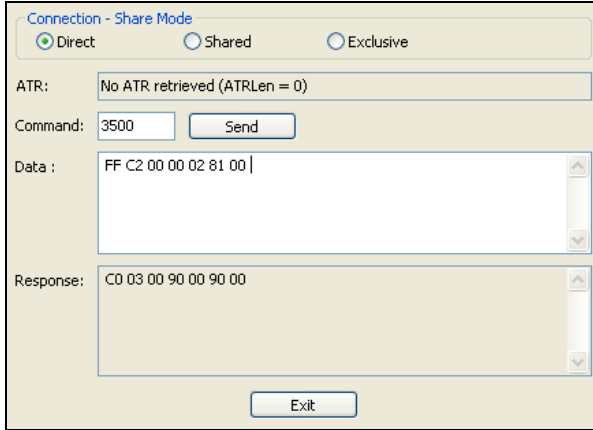 Connection - Share Mode
Direct Shared Exclusive
ATR: No ATR retrieved (ATRLen = 0)
Command: 3500 Send
Data : FF C2 00 00 02 81 00
Response: C0 03 00 90 00 90 00
Exit